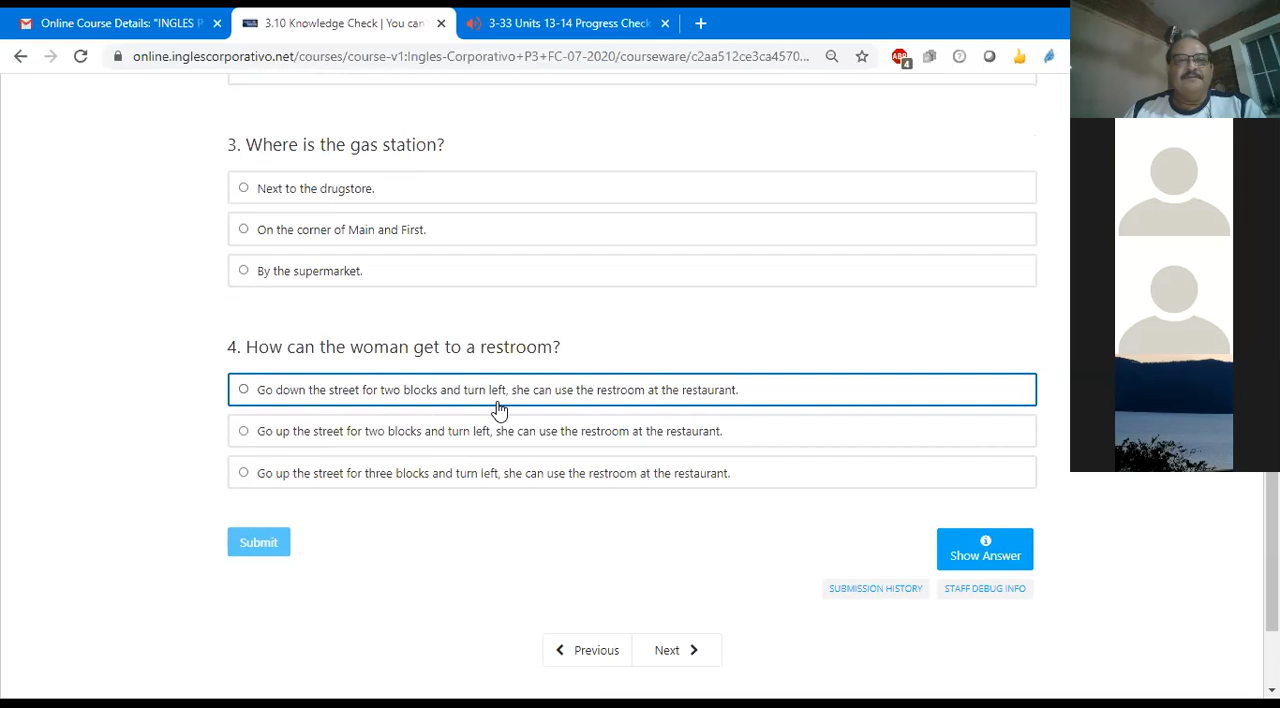 Online Course Details: "INGLES P
3.10 Knowledge Check | You can
3-33 Units 13-14 Progress Check
online.inglescorporativo.net/courses/course-v1:Ingles-Corporativo+P3+FC-07-2020/courseware/c2aa512ce3ca4570...
4
3. Where is the gas station?
Next to the drugstore.
On the corner of Main and First.
By the supermarket.
4. How can the woman get to a restroom?
Go down the street for two blocks and turn left, she can use the restroom at the restaurant.
Go up the street for two blocks and turn left, she can use the restroom at the restaurant.
Go up the street for three blocks and turn left, she can use the restroom at the restaurant.
Submit
Show Answer
SUBMISSION HISTORY
STAFF DEBUG INFO
Previous
Next